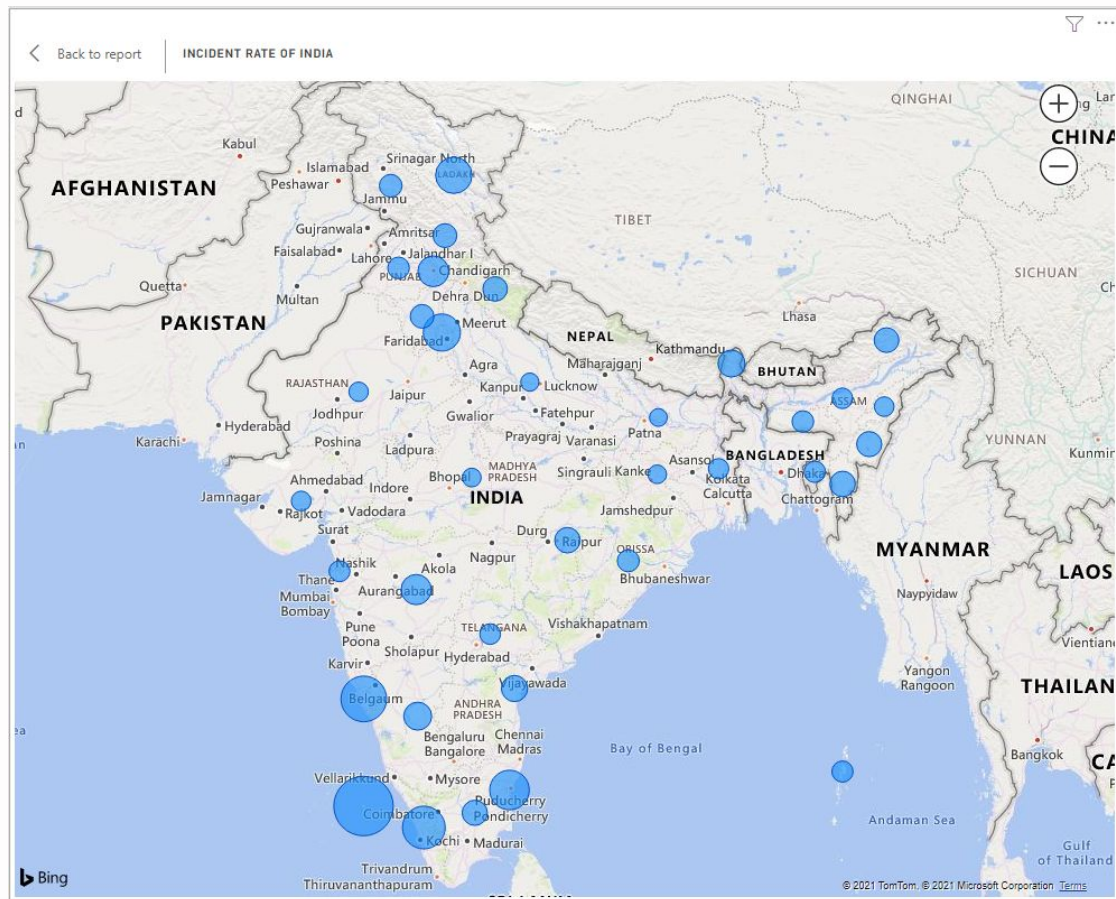 Back to report
INCIDENT RATE OF INDIA
QINGHAI
CHINA
Kabul
Islamabad
Srinagar North
LADAKH
AFGHANISTAN
Peshawar
Jammu
TIBET
Gujranwala
Amritsar
Faisalabad
Lahore
Jalandhar I
PUNJAB
Chandigarh
SICHUAN
Quetta
Multan
Dehra Dun
Lhasa
PAKISTAN
Meerut
NEPAL
Faridabad
Kathmandu
Agra
Maharajganj
BHUTAN
RAJASTHAN
Jaipur
Kanpur
Lucknow
ASSAM
Jodhpur
Gwalior
Fatehpur
Hyderabad
Patna
Karachi
Prayagraj
Varanasi
YUNNAN
Poshina
Ladpura
Asansol
BANGLADESH
Bhopal
MADHYA
PRADESH
Singrauli
Kanke
Kolkata
Calcutta
Dhaka
Ahmedabad
Indore
INDIA
Chattogram
Jamnagar
Rajkot
Vadodara
Jamshedpur
Surat
Durg
Raipur
MYANMAR
Nagpur
ORISSA
Nashik
Akola
LAOS
Thane
Aurangabad
Bhubaneshwar
Mumbai
Bombay
Naypyidaw
Pune
Poona
TELANGANA
Vishakhapatnam
Sholapur
Hyderabad
Vientian
Karvir
Yangon
Rangoon
Vijayawada
Belgaum
THAILAN
ANDHRA
PRADESH
Bengaluru
Bangalore
Chennai
Madras
Bay of Bengal
Bangkok
Vellarikkund
Mysore
Puducherry
Pondicherry
Coimbatore
Andaman Sea
Kochi
Madurai
Gulf
of Thailand
Trivandrum
Thiruvananthapuram
Bing
© 2021 TomTom, © 2021 Microsoft Corporation Terms